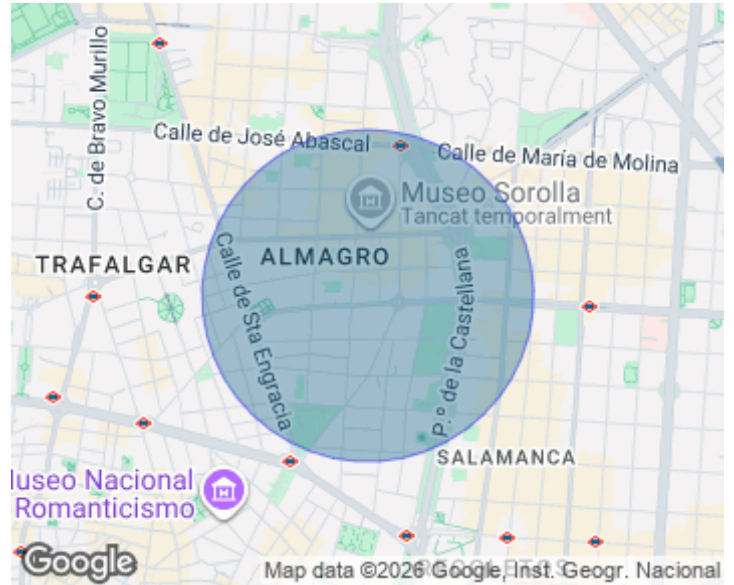 C. de Bravo Murillo
Calle de José Abascal
Calle de María de Molina
Museo Sorolla
Tancat temporalment
TRAFALGAR
ALMAGRO
Calle de Sta Engracia
P.º de la Castellana
SALAMANCA
Museo Nacional
Romanticismo
Google
Map data ©2026 Google, Inst. Geogr. Nacional